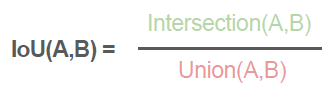 Intersection(A,B)
IoU(A,B) =
Union(A,B)